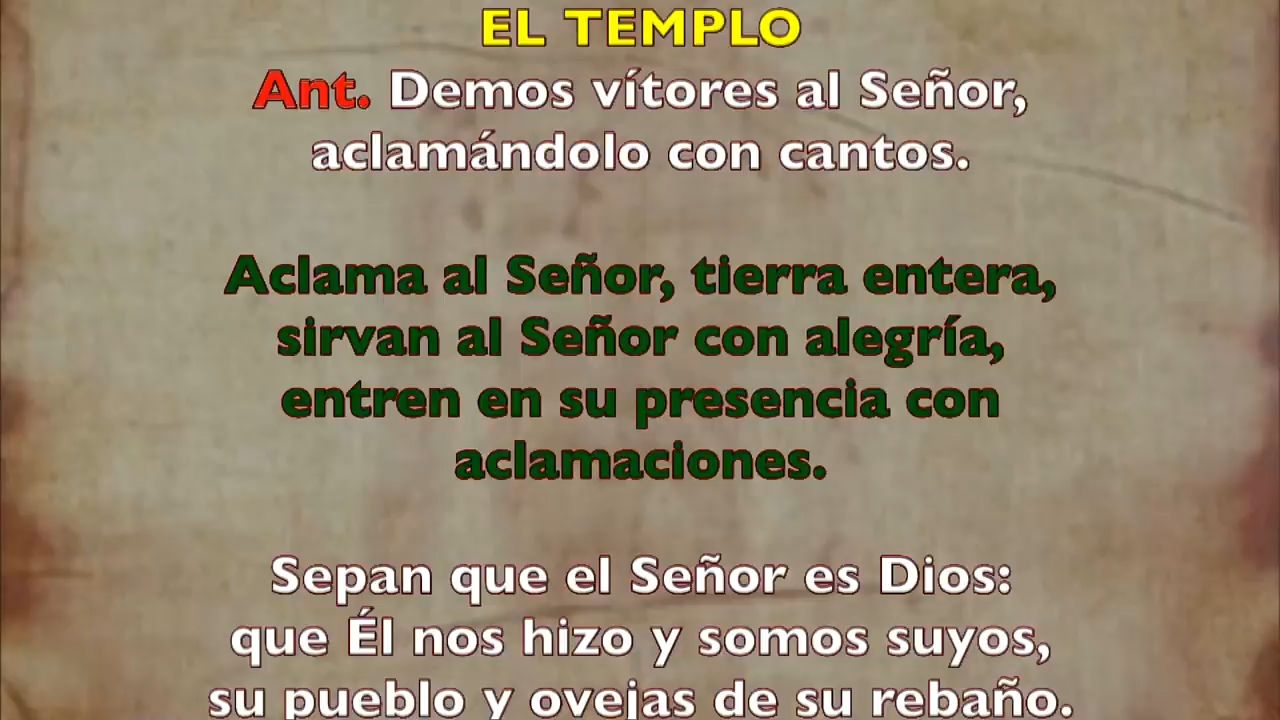 EL TEMPLO
Ant. Demos vítores al Señor,
aclamándolo con cantos.
Aclama al Señor, tierra entera,
sirvan al Señor con alegría,
entren en su presencia con
aclamaciones.
Sepan que el Señor es Dios:
que Él nos hizo y somos suyos,
su pueblo y ovejas de su rebaño.